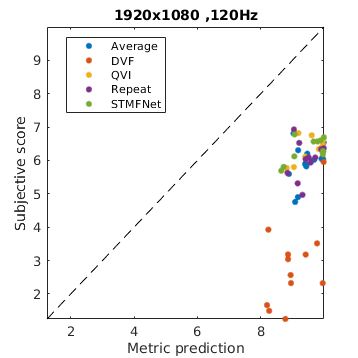 1920x1080 ,120Hz
Average
DVF
QVI
Repeat
STMFNet
Subjective score
9
8
7
6
5
4
3
2
2
4
6
8
Metric prediction